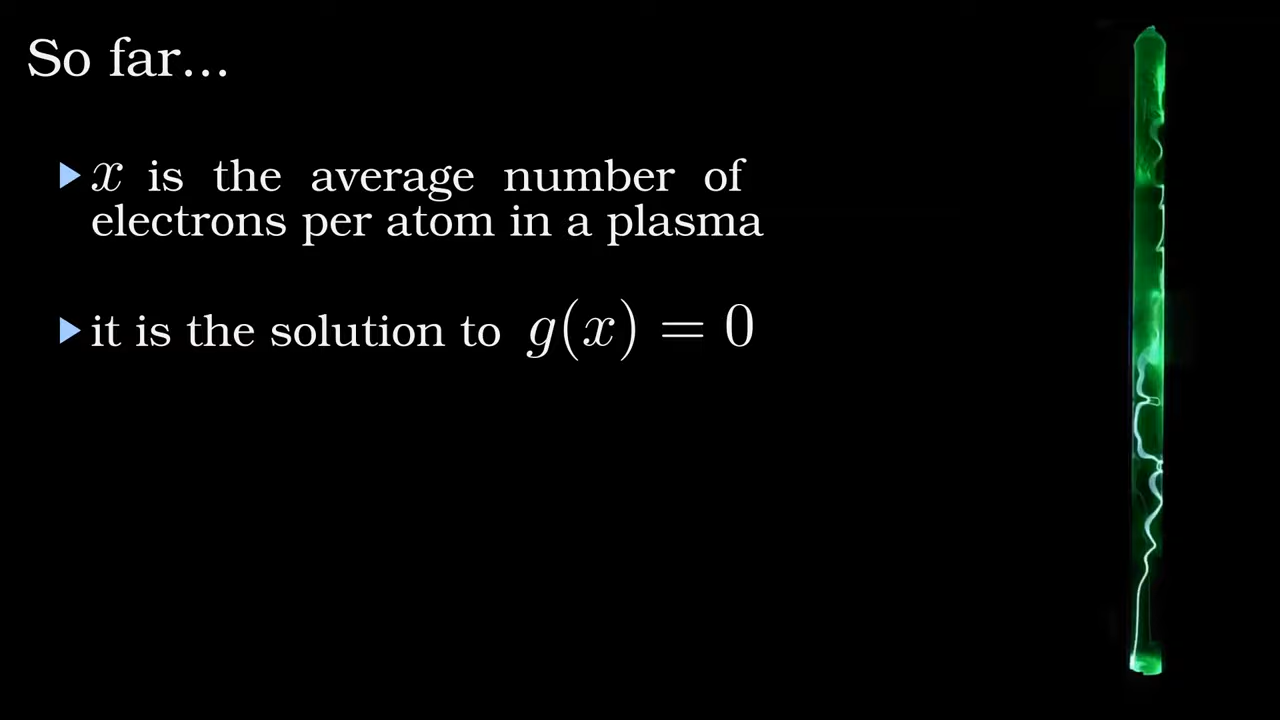 So far...
x is the average number of
electrons per atom in a plasma
it is the solution to g(x) = 0